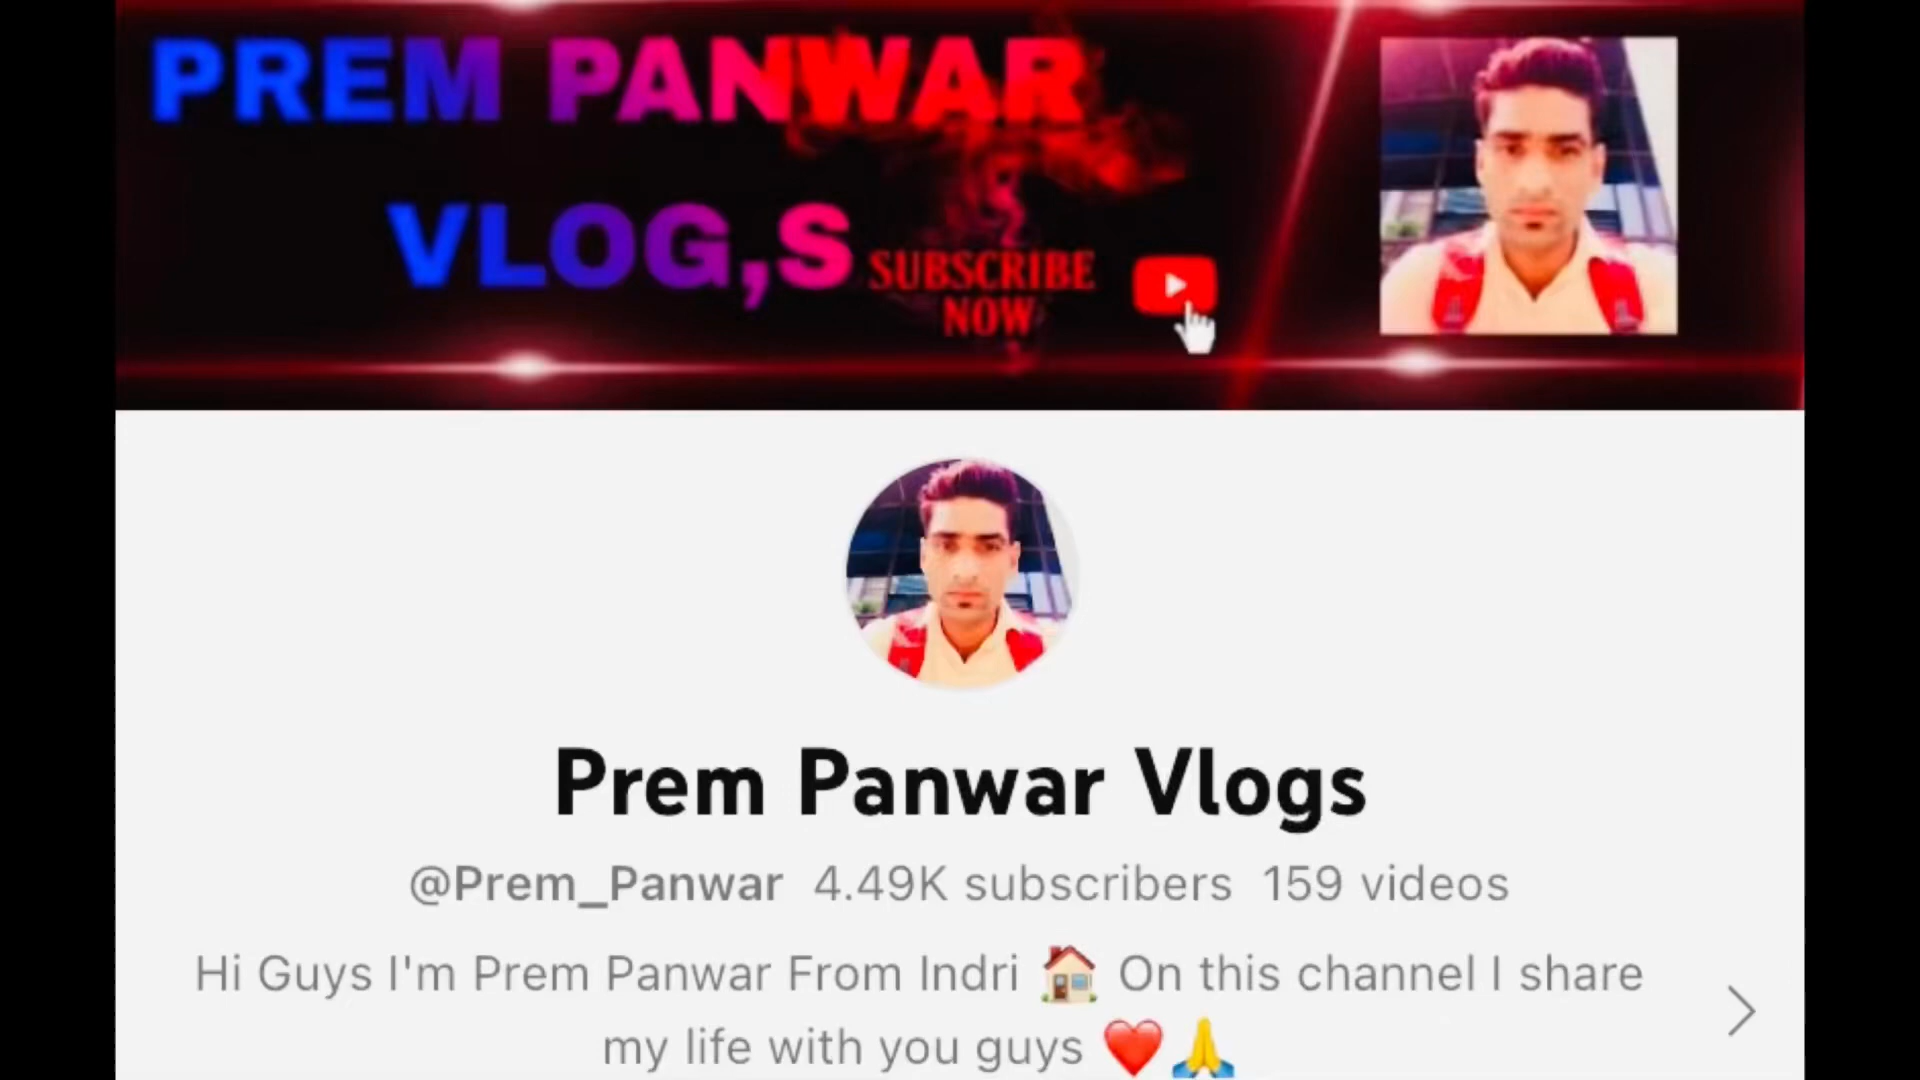 PREM PANWAR
VLOG,S
SUBSCRIBE
NOW
Prem Panwar Vlogs
@Prem_Panwar 4.49K subscribers 159 videos
Hi Guys I'm Prem Panwar From Indri 🏠 On this channel I share
my life with you guys ❤️🙏